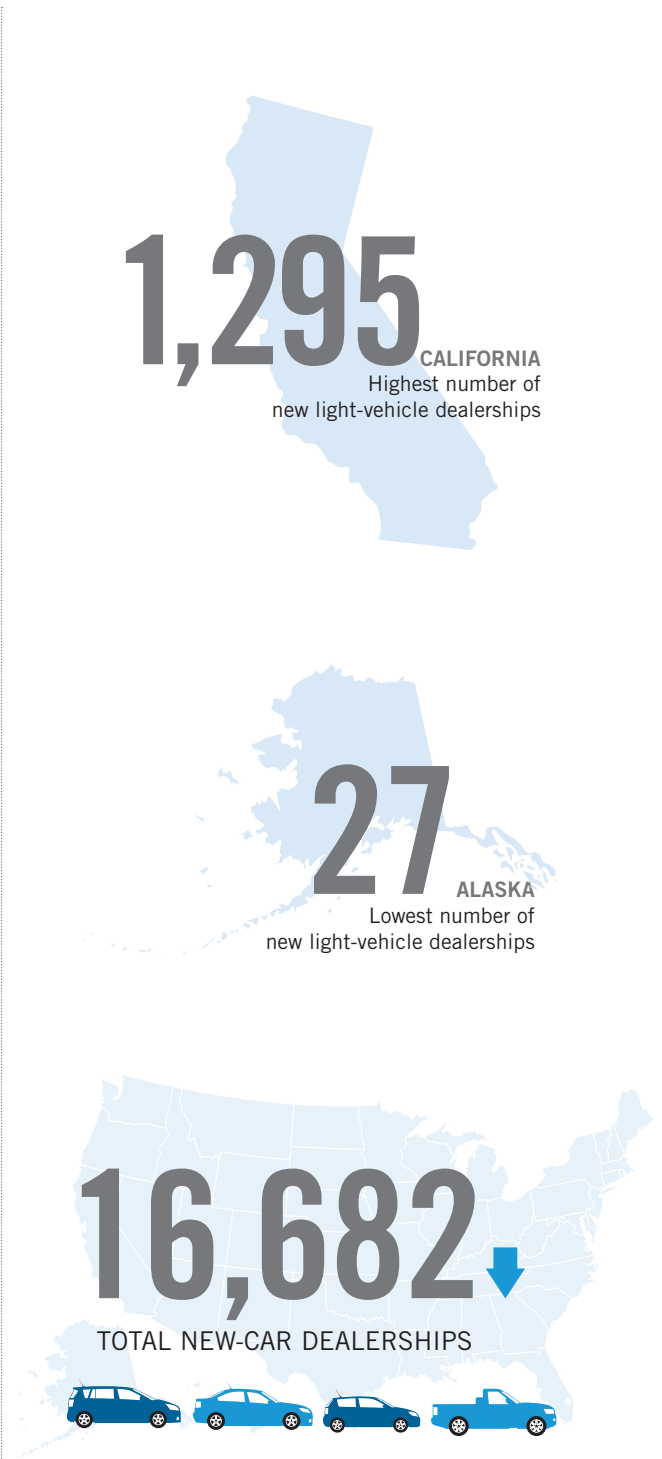 1,295
CALIFORNIA
Highest number of
new light-vehicle dealerships
27
ALASKA
Lowest number of
new light-vehicle dealerships
16,682
TOTAL NEW-CAR DEALERSHIPS